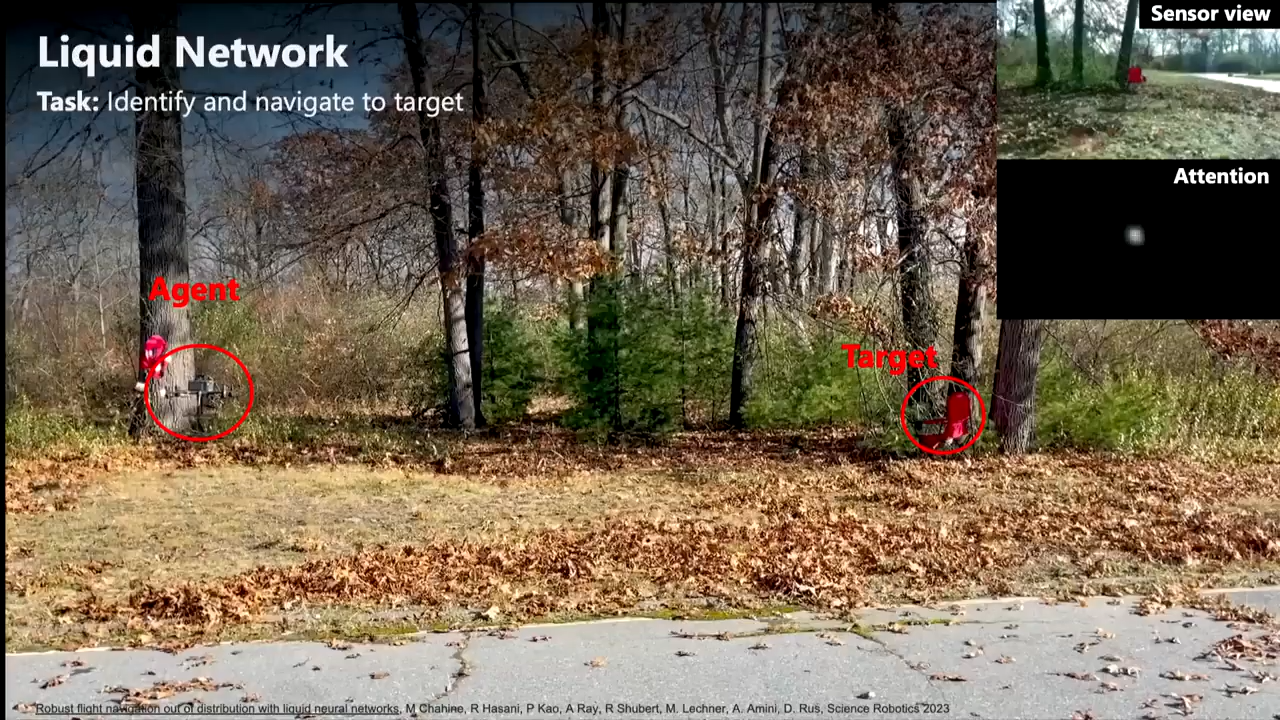 Liquid Network
Task: Identify and navigate to target
Sensor view
Attention
Agent
Target
Robust flight navigation out of distribution with liquid neural networks, M Chahine, R Hasani, P Kao, A Ray, R Shubert, M. Lechner, A. Amini, D. Rus, Science Robotics 2023